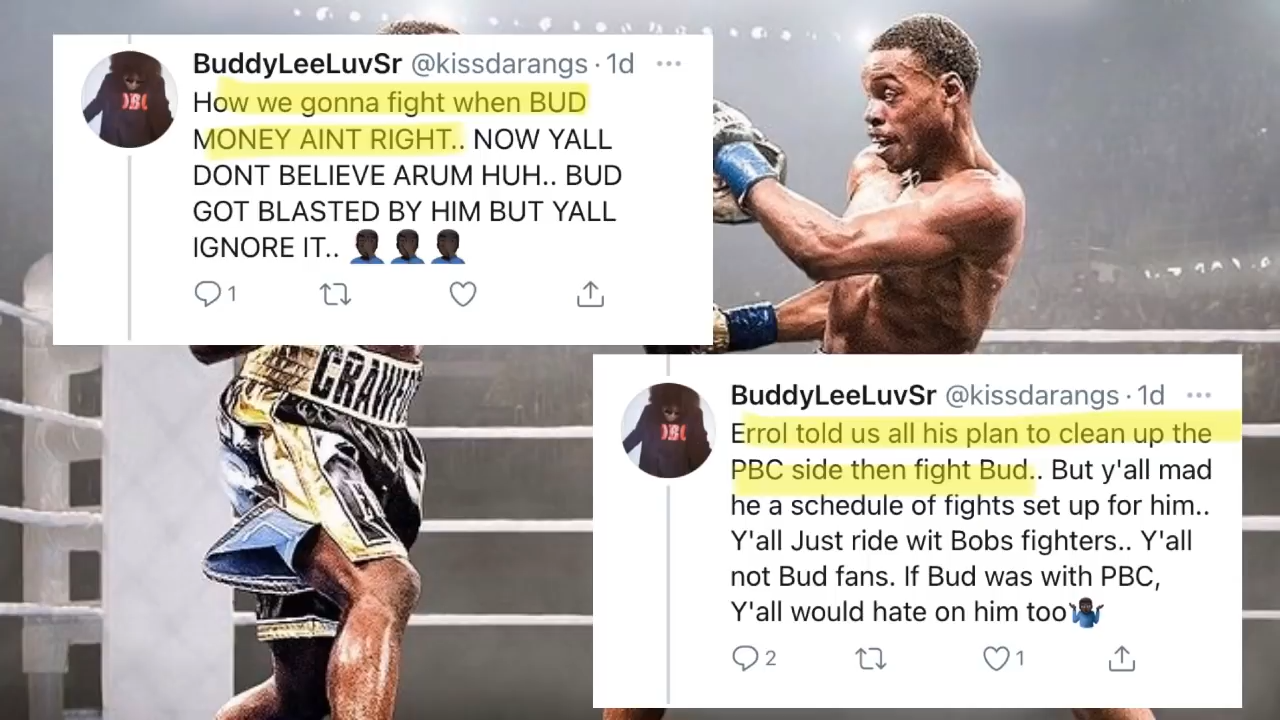 BuddyLeeLuvSr @kissdarangs · 1d
How we gonna fight when BUD
MONEY AINT RIGHT.. NOW YALL
DONT BELIEVE ARUM HUH.. BUD
GOT BLASTED BY HIM BUT YALL
IGNORE IT.. 🤦🏿‍♂️🤦🏿‍♂️🤦🏿‍♂️
1
CRAWF
BuddyLeeLuvSr @kissdarangs · 1d
Errol told us all his plan to clean up the
PBC side then fight Bud.. But y'all mad
he a schedule of fights set up for him..
Y'all Just ride wit Bobs fighters.. Y'all
not Bud fans. If Bud was with PBC,
Y'all would hate on him too🤷🏿‍♂️
2 1